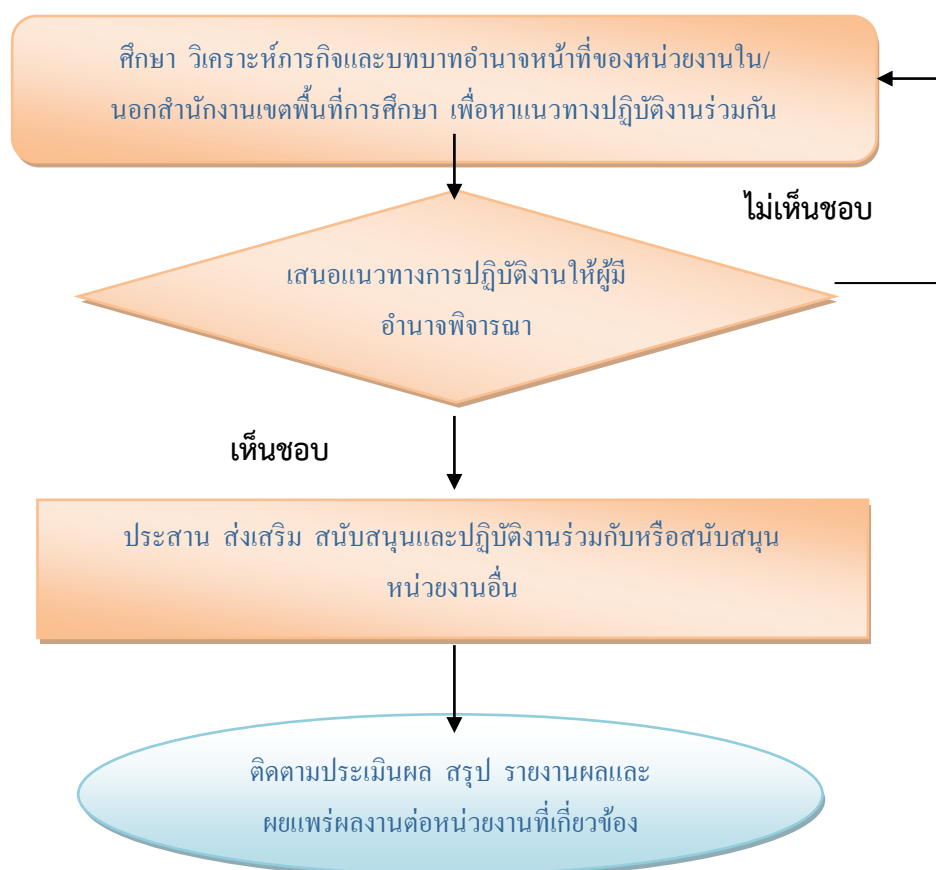 ศึกษา วิเคราะห์ภารกิจและบทบาทอำนาจหน้าที่ของหน่วยงานใน/
นอกสำนักงานเขตพื้นที่การศึกษา เพื่อหาแนวทางปฏิบัติงานร่วมกัน
ไม่เห็นชอบ
เสนอแนวทางการปฏิบัติงานให้ผู้มี
อำนาจพิจารณา
เห็นชอบ
ประสาน ส่งเสริม สนับสนุนและปฏิบัติงานร่วมกับหรือสนับสนุน
หน่วยงานอื่น
ติดตามประเมินผล สรุป รายงานผลและ
ผยแพร่ผลงานต่อหน่วยงานที่เกี่ยวข้อง